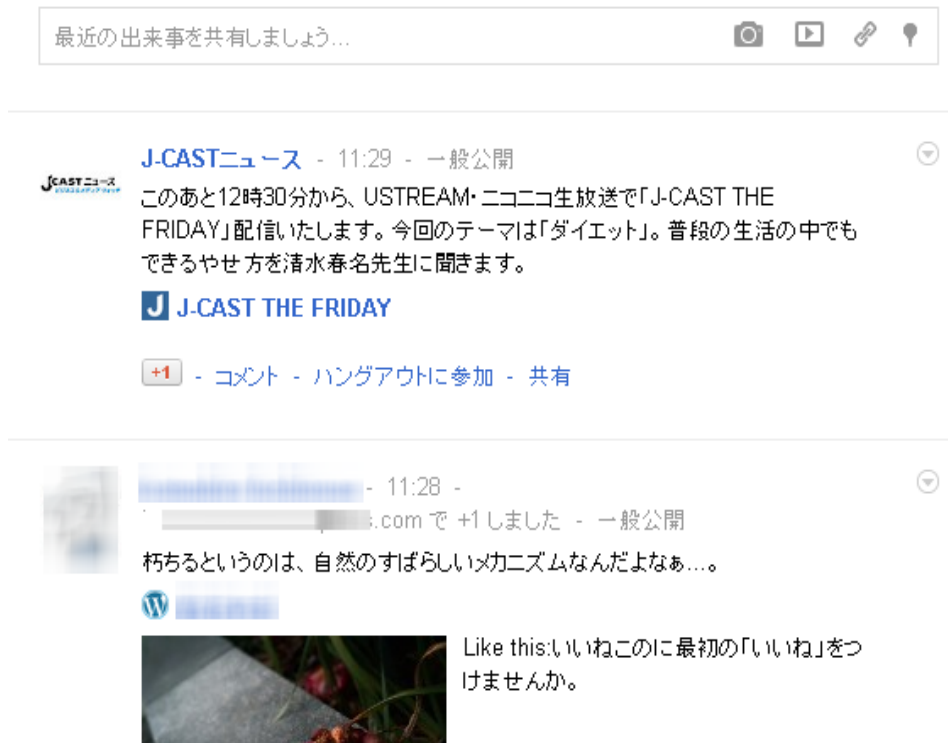 最近の出来事を共有しましょう...
J-CASTニュース - 11:29 - 一般公開
J-CASTニュース
このあと12時30分から、USTREAM・ニコニコ生放送で「J-CAST THE
FRIDAY」配信いたします。今回のテーマは「ダイエット」。普段の生活の中でも
できるやせ方を清水春名先生に聞きます。
J J-CAST THE FRIDAY
+1 - コメント - ハングアウトに参加 - 共有
- 11:28 -
.com で +1 しました - 一般公開
朽ちるというのは、自然のすばらしいメカニズムなんだよなぁ...。
Like this:いいねこのに最初の「いいね」をつ
けませんか。